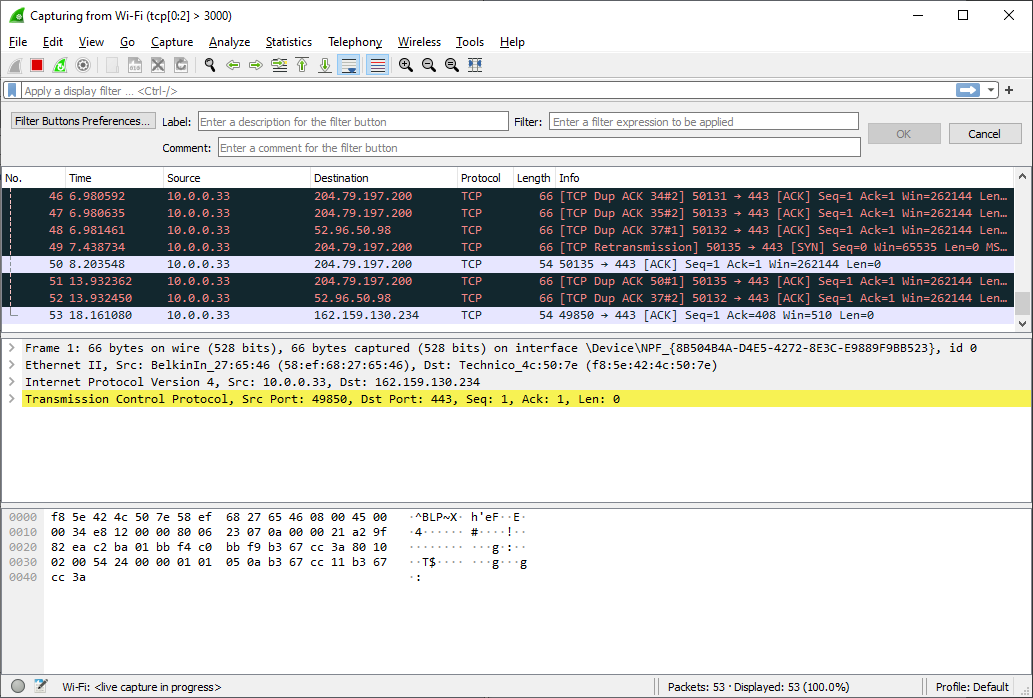 Capturing from Wi-Fi (tcp[0:2] > 3000)
File Edit View Go Capture Analyze Statistics Telephony Wireless Tools Help
Apply a display filter ... <Ctrl-/>
Filter Buttons Preferences... Label: Enter a description for the filter button Filter: Enter a filter expression to be applied
OK Cancel
Comment: Enter a comment for the filter button
No. Time Source Destination Protocol Length Info
46 6.980592 10.0.0.33 204.79.197.200 TCP 66 [TCP Dup ACK 34#2] 50131 → 443 [ACK] Seq=1 Ack=1 Win=262144 Len…
47 6.980635 10.0.0.33 204.79.197.200 TCP 66 [TCP Dup ACK 35#2] 50133 → 443 [ACK] Seq=1 Ack=1 Win=262144 Len…
48 6.981461 10.0.0.33 52.96.50.98 TCP 66 [TCP Dup ACK 37#1] 50132 → 443 [ACK] Seq=1 Ack=1 Win=262144 Len…
49 7.438734 10.0.0.33 204.79.197.200 TCP 66 [TCP Retransmission] 50135 → 443 [SYN] Seq=0 Win=65535 Len=0 MS…
50 8.203548 10.0.0.33 204.79.197.200 TCP 54 50135 → 443 [ACK] Seq=1 Ack=1 Win=262144 Len=0
51 13.932362 10.0.0.33 204.79.197.200 TCP 66 [TCP Dup ACK 50#1] 50135 → 443 [ACK] Seq=1 Ack=1 Win=262144 Len…
52 13.932450 10.0.0.33 52.96.50.98 TCP 66 [TCP Dup ACK 37#2] 50132 → 443 [ACK] Seq=1 Ack=1 Win=262144 Len…
53 18.161080 10.0.0.33 162.159.130.234 TCP 54 49850 → 443 [ACK] Seq=1 Ack=408 Win=510 Len=0
Frame 1: 66 bytes on wire (528 bits), 66 bytes captured (528 bits) on interface \Device\NPF_{8B504B4A-D4E5-4272-8E3C-E9889F9BB523}, id 0
Ethernet II, Src: BelkinIn_27:65:46 (58:ef:68:27:65:46), Dst: Technico_4c:50:7e (f8:5e:42:4c:50:7e)
Internet Protocol Version 4, Src: 10.0.0.33, Dst: 162.159.130.234
Transmission Control Protocol, Src Port: 49850, Dst Port: 443, Seq: 1, Ack: 1, Len: 0
0000 f8 5e 42 4c 50 7e 58 ef 68 27 65 46 08 00 45 00 ·^BLP~X· h'eF··E·
0010 00 34 e8 12 00 00 80 06 23 07 0a 00 00 21 a2 9f ·4······ #····!··
0020 82 ea c2 ba 01 bb f4 c0 bb f9 b3 67 cc 3a 80 10 ········ ···g·:··
0030 02 00 54 24 00 00 01 01 05 0a b3 67 cc 11 b3 67 ··T$···· ···g···g
0040 cc 3a ·:
Wi-Fi: <live capture in progress> Packets: 53 · Displayed: 53 (100.0%) Profile: Default